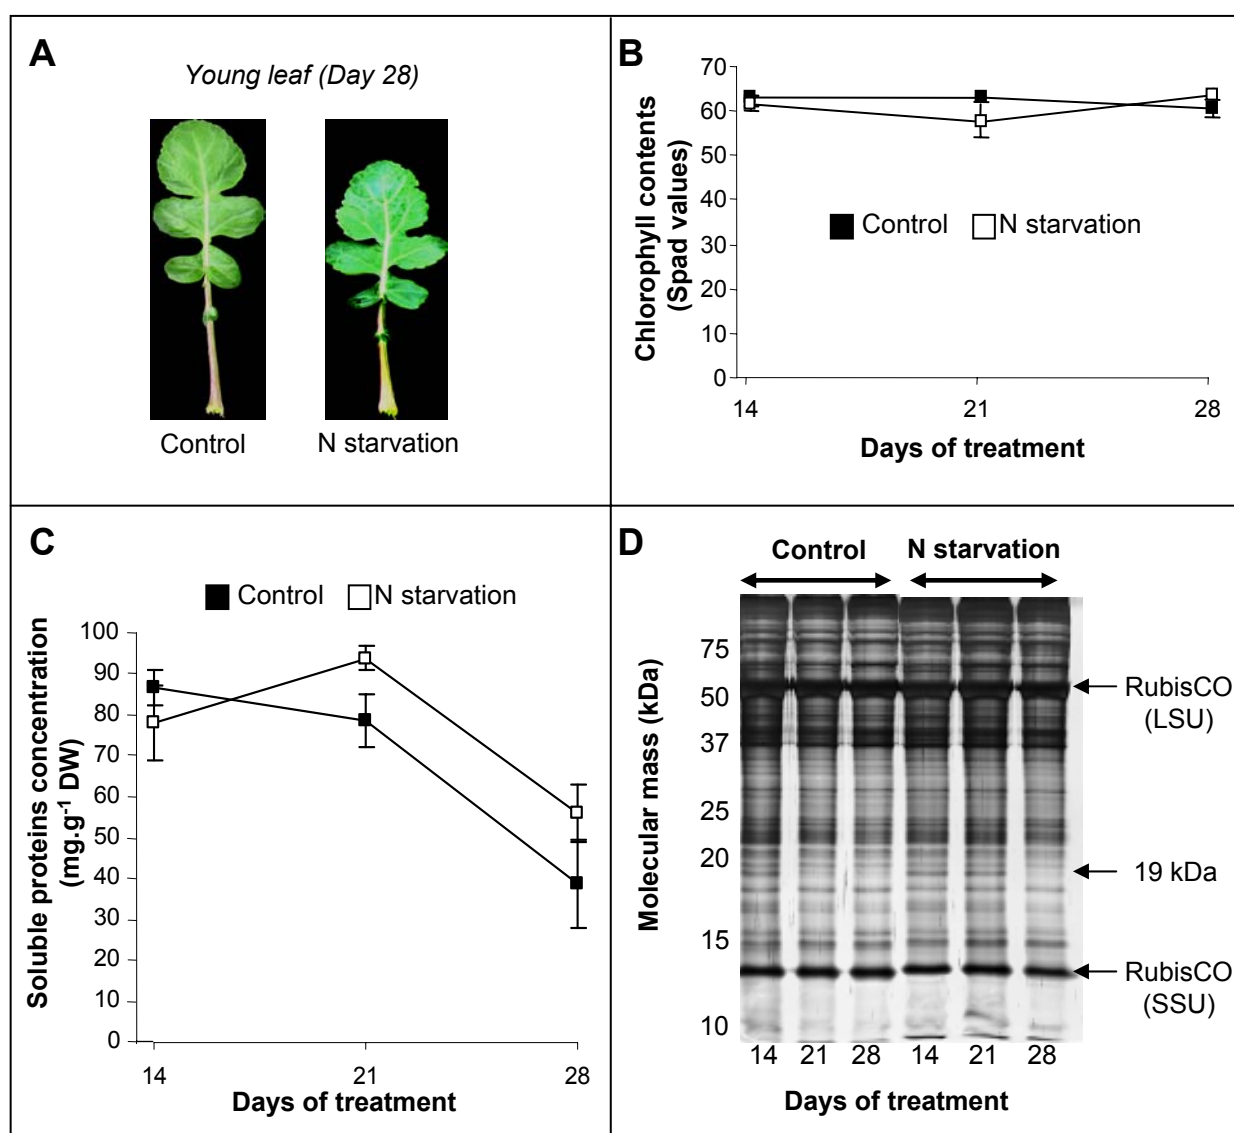 A
Young leaf (Day 28)
Control
N starvation
B
Chlorophyll contents
(Spad values)
70
60
50
40
30
20
10
0
Control
N starvation
14
21
28
Days of treatment
C
Control
N starvation
Soluble proteins concentration
(mg.g-1 DW)
100
90
80
70
60
50
40
30
20
10
0
14
21
28
Days of treatment
D
Control
N starvation
Molecular mass (kDa)
75
50
37
25
20
15
10
RubisCO
(LSU)
19 kDa
RubisCO
(SSU)
14 21 28 14 21 28
Days of treatment